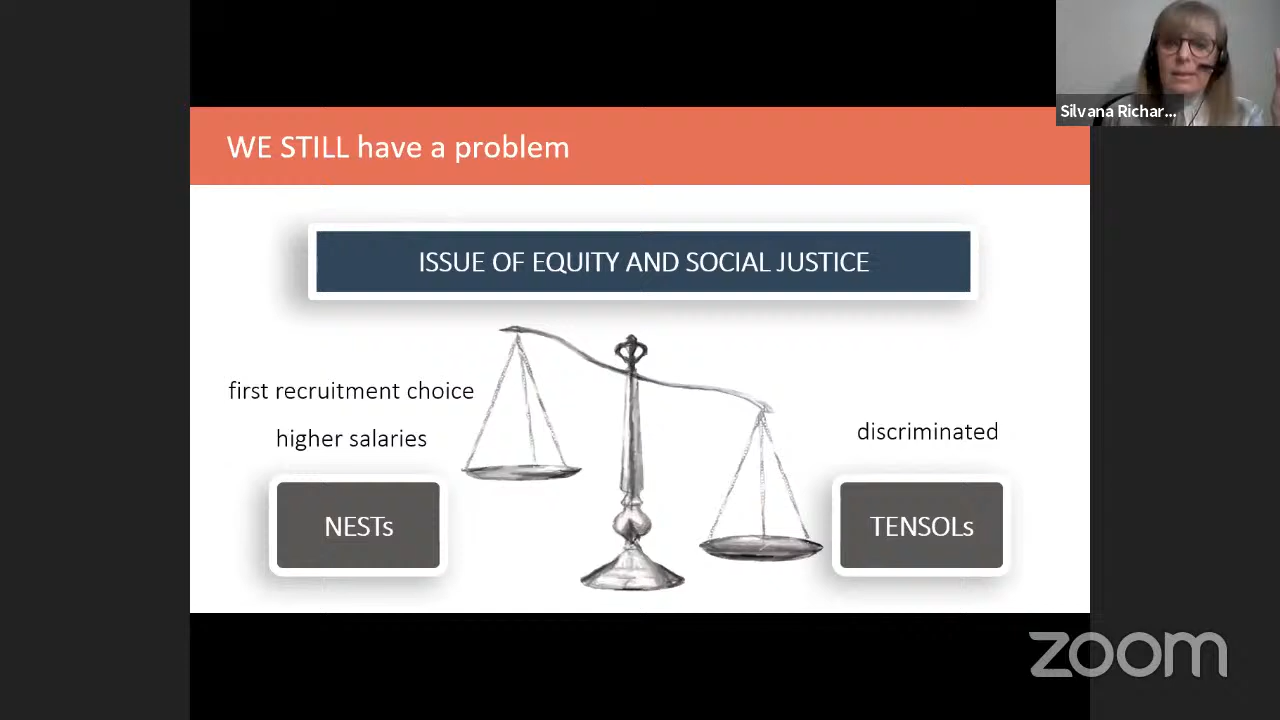 Silvana Richar...
WE STILL have a problem
ISSUE OF EQUITY AND SOCIAL JUSTICE
first recruitment choice
higher salaries
discriminated
NESTs
TENSOLs
zoom